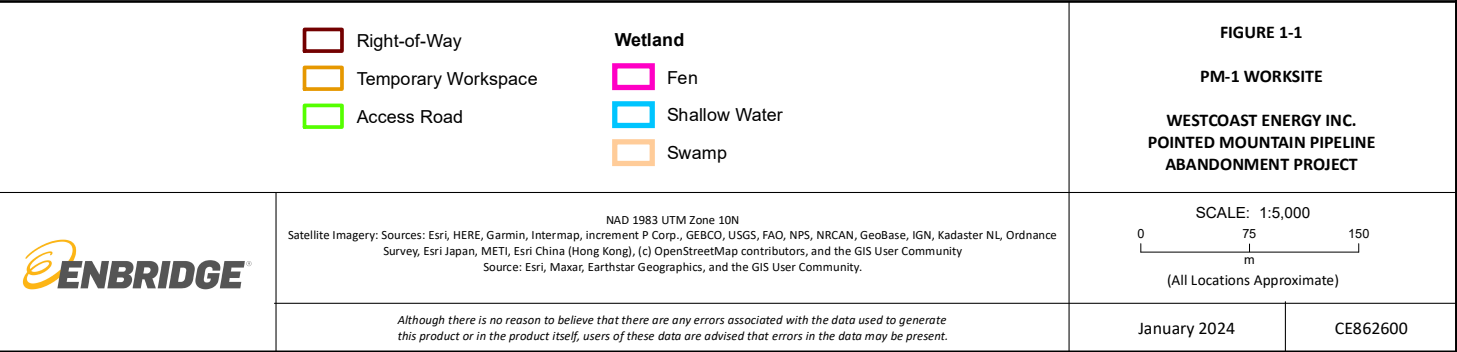 Right-of-Way
Temporary Workspace
Access Road
Wetland
Fen
Shallow Water
Swamp
FIGURE 1-1
PM-1 WORKSITE
WESTCOAST ENERGY INC.
POINTED MOUNTAIN PIPELINE
ABANDONMENT PROJECT
ENBRIDGE®
NAD 1983 UTM Zone 10N
Satellite Imagery: Sources: Esri, HERE, Garmin, Intermap, increment P Corp., GEBCO, USGS, FAO, NPS, NRCAN, GeoBase, IGN, Kadaster NL, Ordnance
Survey, Esri Japan, METI, Esri China (Hong Kong), (c) OpenStreetMap contributors, and the GIS User Community
Source: Esri, Maxar, Earthstar Geographics, and the GIS User Community.
SCALE: 1:5,000
0 75 150
m
(All Locations Approximate)
Although there is no reason to believe that there are any errors associated with the data used to generate
this product or in the product itself, users of these data are advised that errors in the data may be present.
January 2024
CE862600